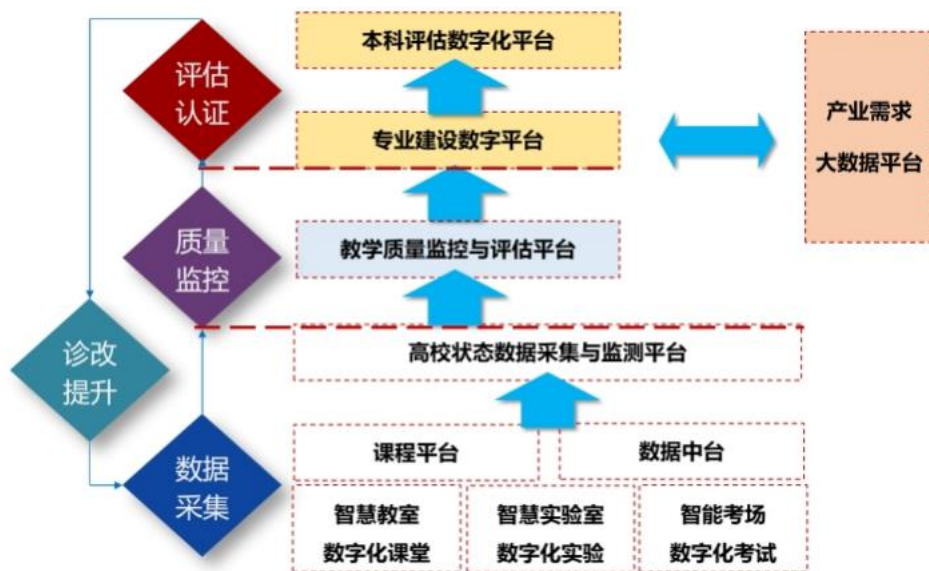 评估
认证
质量
监控
诊改
提升
数据
采集
本科评估数字化平台
专业建设数字平台
教学质量监控与评估平台
高校状态数据采集与监测平台
课程平台
数据中台
智慧教室
数字化课堂
智慧实验室
数字化实验
智能考场
数字化考试
产业需求
大数据平台